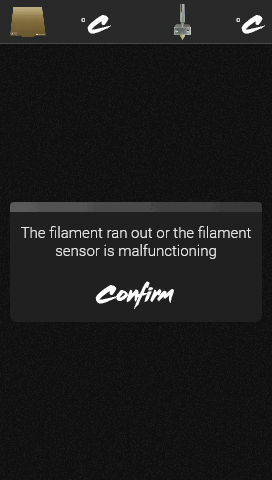 °C °C
The filament ran out or the filament
sensor is malfunctioning
Confirm